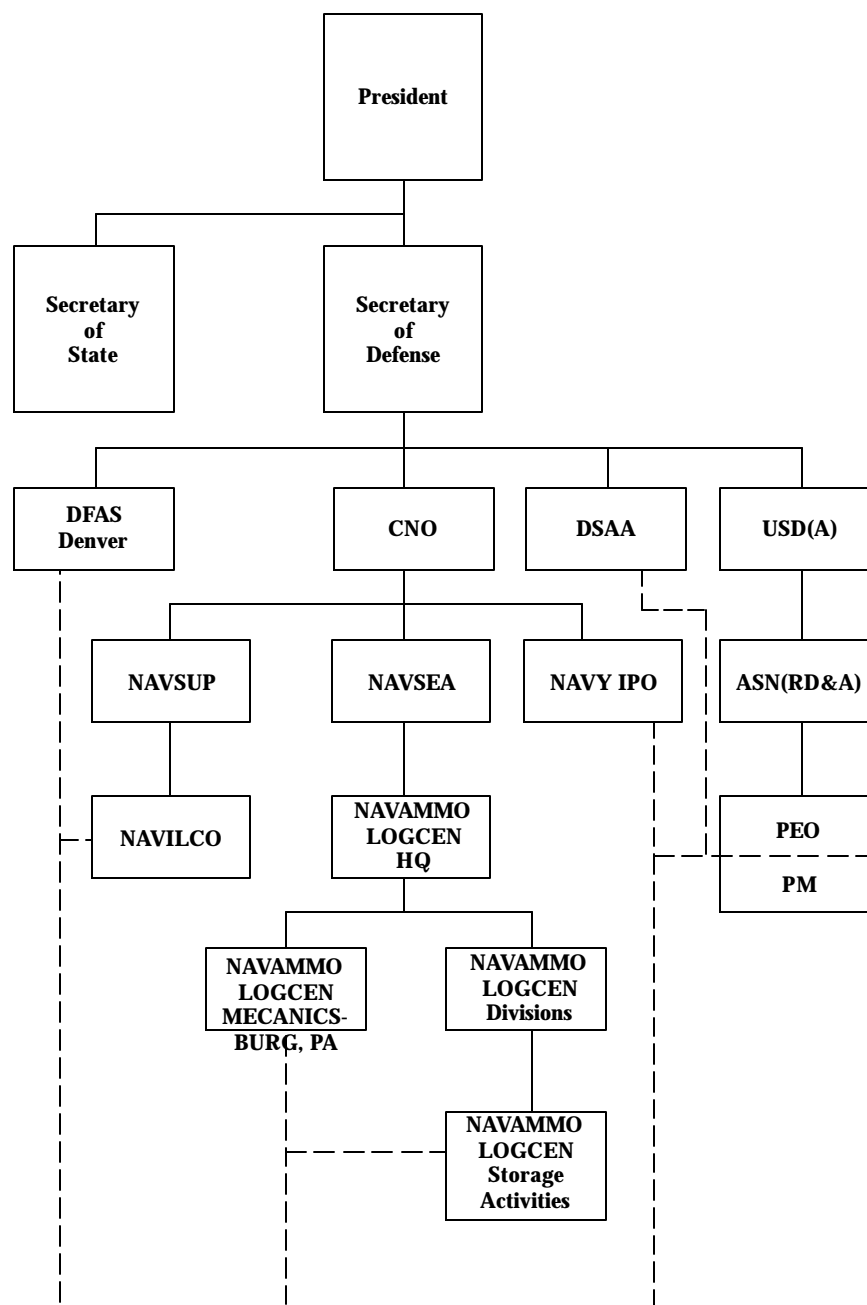 President
Secretary
of
State
Secretary
of
Defense
DFAS
Denver
CNO
DSAA
USD(A)
NAVSUP
NAVSEA
NAVY IPO
ASN(RD&A)
NAVILCO
NAVAMMO
LOGCEN
HQ
PEO
PM
NAVAMMO
LOGCEN
MECANICS-
BURG, PA
NAVAMMO
LOGCEN
Divisions
NAVAMMO
LOGCEN
Storage
Activities